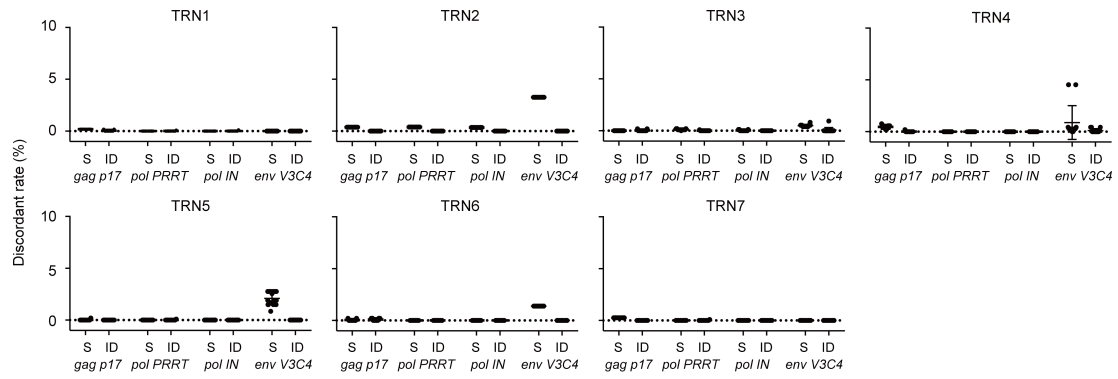 TRN1 TRN2 TRN3 TRN4
10
5
0
S ID S ID S ID S ID S ID S ID S ID S ID S ID S ID S ID S ID S ID S ID S ID S ID
gag p17 pol PRRT pol IN env V3C4 gag p17 pol PRRT pol IN env V3C4 gag p17 pol PRRT pol IN env V3C4 gag p17 pol PRRT pol IN env V3C4
Discordant rate (%)
TRN5 TRN6 TRN7
10
5
0
S ID S ID S ID S ID S ID S ID S ID S ID S ID S ID S ID S ID
gag p17 pol PRRT pol IN env V3C4 gag p17 pol PRRT pol IN env V3C4 gag p17 pol PRRT pol IN env V3C4